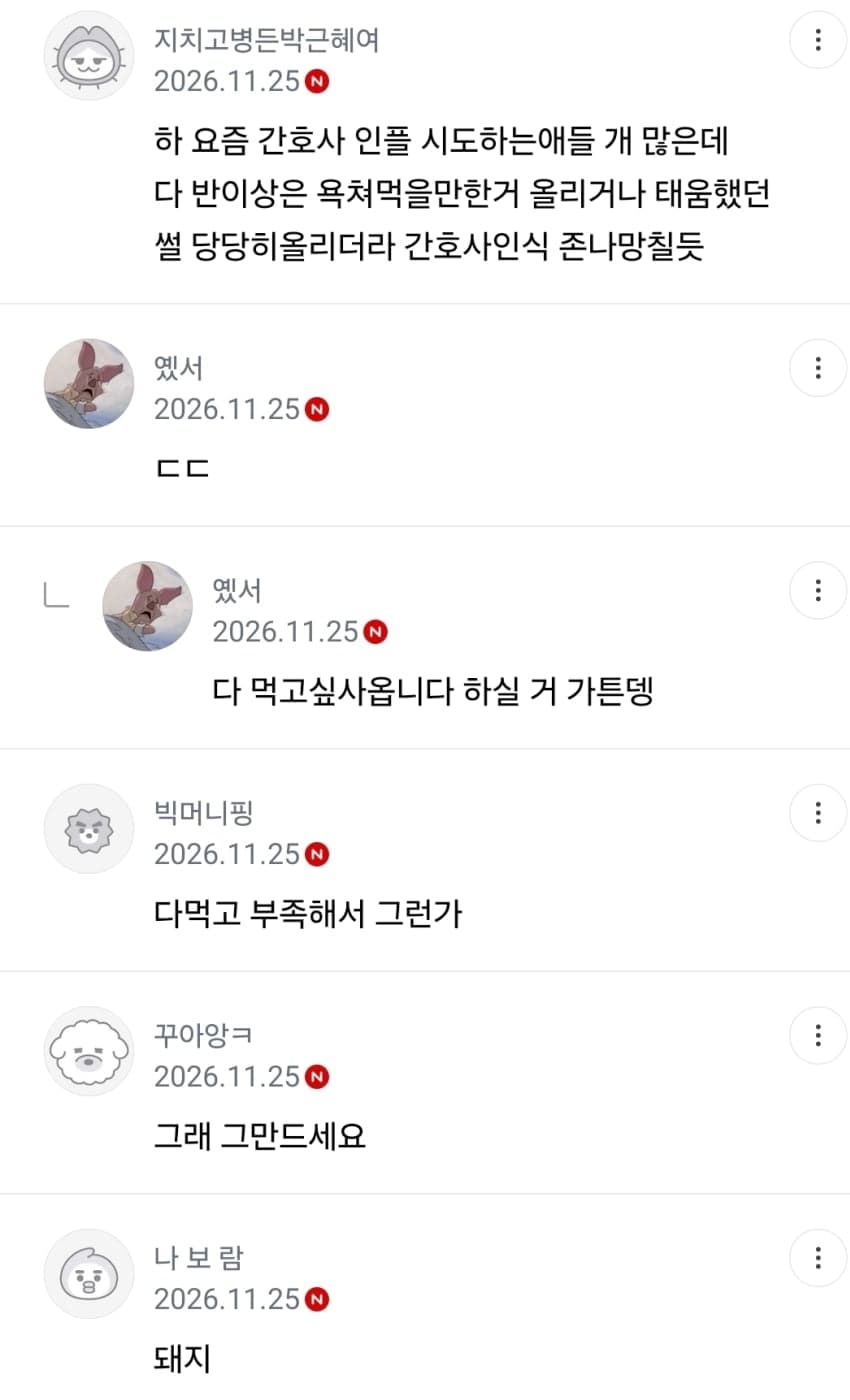 지치고병든박근혜여
2026.11.25 N
하 요즘 간호사 인플 시도하는애들 개 많은데
다 반이상은 욕쳐먹을만한거 올리거나 태움했던
썰 당당히올리더라 간호사인식 존나망칠듯
옜서
2026.11.25 N
ㄷㄷ
옜서
2026.11.25 N
다 먹고싶사옵니다 하실 거 가튼뎅
빅머니핑
2026.11.25 N
다먹고 부족해서 그런가
꾸아앙ㅋ
2026.11.25 N
그래 그만드세요
나 보 람
2026.11.25 N
돼지